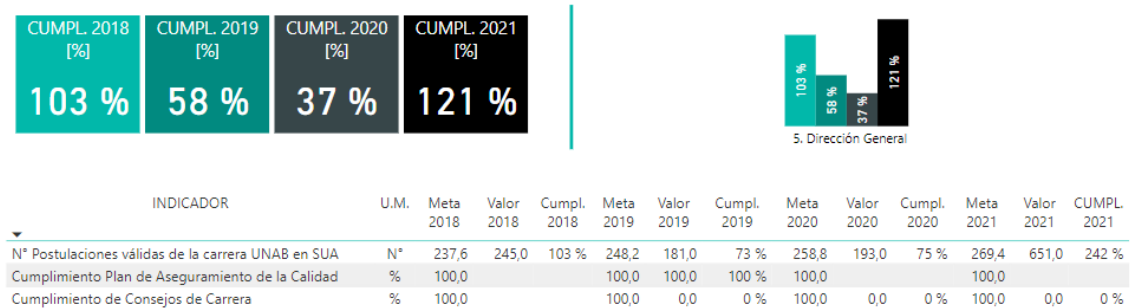 CUMPL. 2018 CUMPL. 2019 CUMPL. 2020 CUMPL. 2021
[%] [%] [%] [%]
103 % 58 % 37 % 121 %
103 % 58 % 37 % 121 %
5. Dirección General
INDICADOR U.M. Meta Valor Cumpl. Meta Valor Cumpl. Meta Valor Cumpl. Meta Valor CUMPL.
2018 2018 2018 2019 2019 2019 2020 2020 2020 2021 2021 2021
N° Postulaciones válidas de la carrera UNAB en SUA N° 237,6 245,0 103 % 248,2 181,0 73 % 258,8 193,0 75 % 269,4 651,0 242 %
Cumplimiento Plan de Aseguramiento de la Calidad % 100,0 100,0 100,0 100 % 100,0 100,0
Cumplimiento de Consejos de Carrera % 100,0 100,0 0,0 0 % 100,0 0,0 0 % 100,0 0,0 0 %